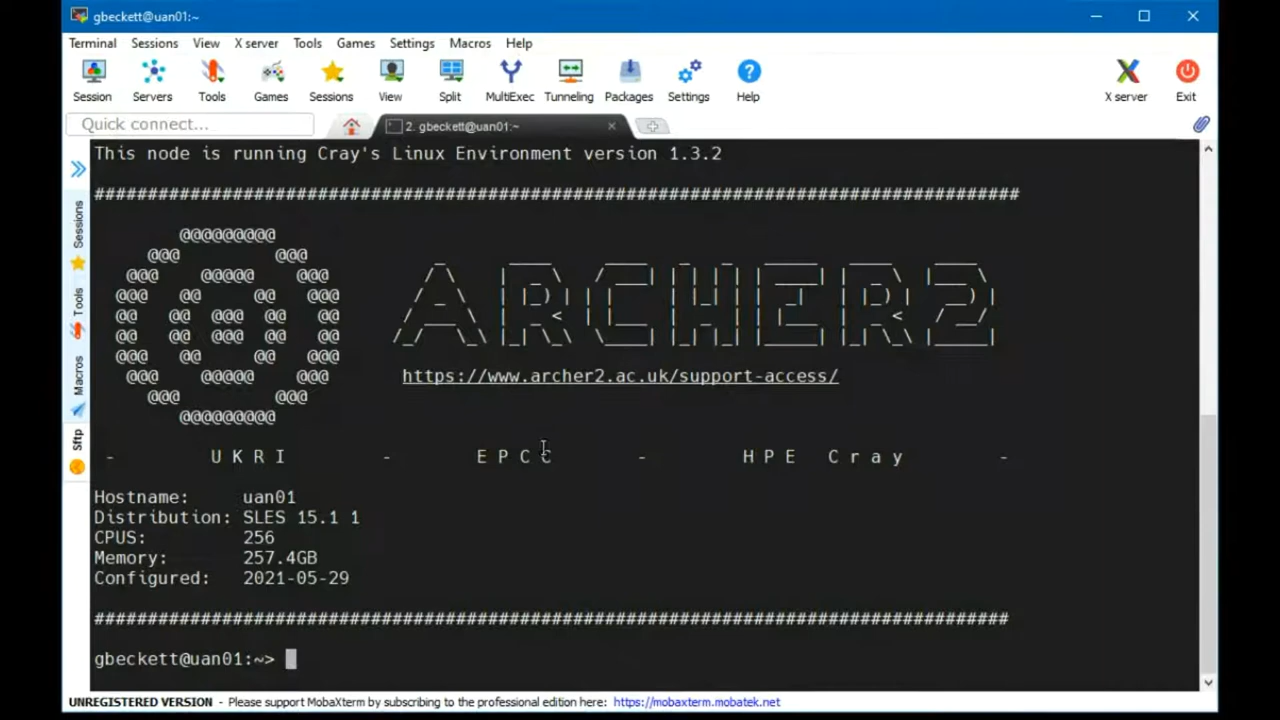 gbeckett@uan01:~
Terminal Sessions View X server Tools Games Settings Macros Help
Session Servers Tools Games Sessions View Split MultiExec Tunneling Packages Settings Help X server Exit
Quick connect...
2. gbeckett@uan01:~
Sessions
Tools
Macros
Sftp
This node is running Cray's Linux Environment version 1.3.2
#######################################################################################
@@@@@@@@@
@@@ @@@
@@@ @@@@@ @@@
@@@ @@ @@ @@@
@@ @@ @@@ @@ @@
@@ @@ @@@ @@ @@
@@@ @@ @@ @@@
@@@ @@@@@ @@@
@@@ @@@
@@@@@@@@@
ARCHER2
https://www.archer2.ac.uk/support-access/
- U K R I - E P C C - H P E C r a y -
Hostname: uan01
Distribution: SLES 15.1 1
CPUS: 256
Memory: 257.4GB
Configured: 2021-05-29
######################################################################################
gbeckett@uan01:~>
UNREGISTERED VERSION - Please support MobaXterm by subscribing to the professional edition here: https://mobaxterm.mobatek.net